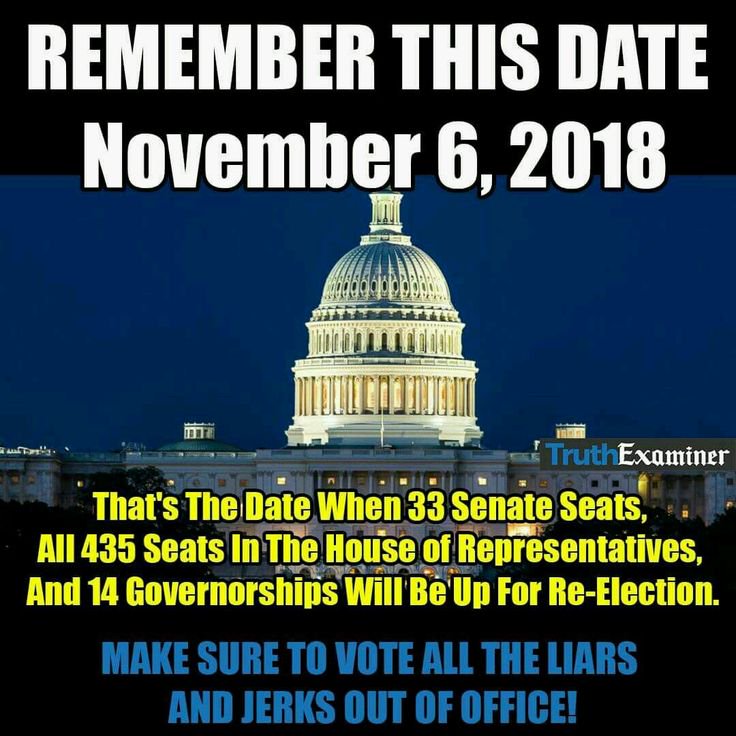 REMEMBER THIS DATE
November 6, 2018
TruthExaminer
That's The Date When 33 Senate Seats,
All 435 Seats In The House of Representatives,
And 14 Governorships Will Be Up For Re-Election.
MAKE SURE TO VOTE ALL THE LIARS
AND JERKS OUT OF OFFICE!